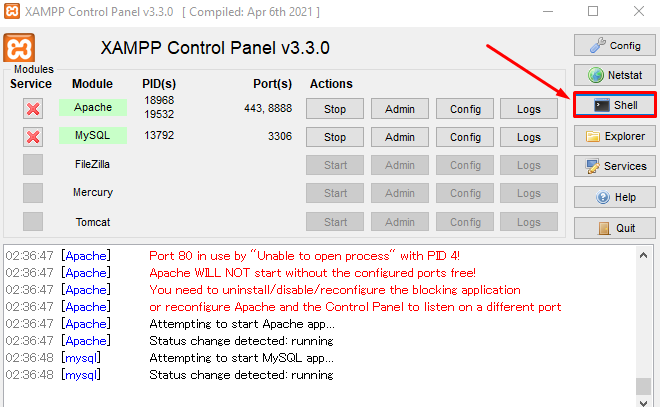 XAMPP Control Panel v3.3.0 [ Compiled: Apr 6th 2021 ]
XAMPP Control Panel v3.3.0
Config
Modules
Service Module PID(s) Port(s) Actions
Netstat
Apache 18968 19532 443, 8888 Stop Admin Config Logs
Shell
MySQL 13792 3306 Stop Admin Config Logs
Explorer
FileZilla Start Admin Config Logs
Services
Mercury Start Admin Config Logs
Help
Tomcat Start Admin Config Logs
Quit
02:36:47 [Apache] Port 80 in use by "Unable to open process" with PID 4!
02:36:47 [Apache] Apache WILL NOT start without the configured ports free!
02:36:47 [Apache] You need to uninstall/disable/reconfigure the blocking application
02:36:47 [Apache] or reconfigure Apache and the Control Panel to listen on a different port
02:36:47 [Apache] Attempting to start Apache app...
02:36:47 [Apache] Status change detected: running
02:36:48 [mysql] Attempting to start MySQL app...
02:36:48 [mysql] Status change detected: running